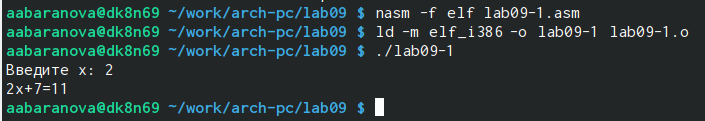 aabaranova@dk8n69 ~/work/arch-pc/lab09 $ nasm -f elf lab09-1.asm
aabaranova@dk8n69 ~/work/arch-pc/lab09 $ ld -m elf_i386 -o lab09-1 lab09-1.o
aabaranova@dk8n69 ~/work/arch-pc/lab09 $ ./lab09-1
Введите x: 2
2x+7=11
aabaranova@dk8n69 ~/work/arch-pc/lab09 $